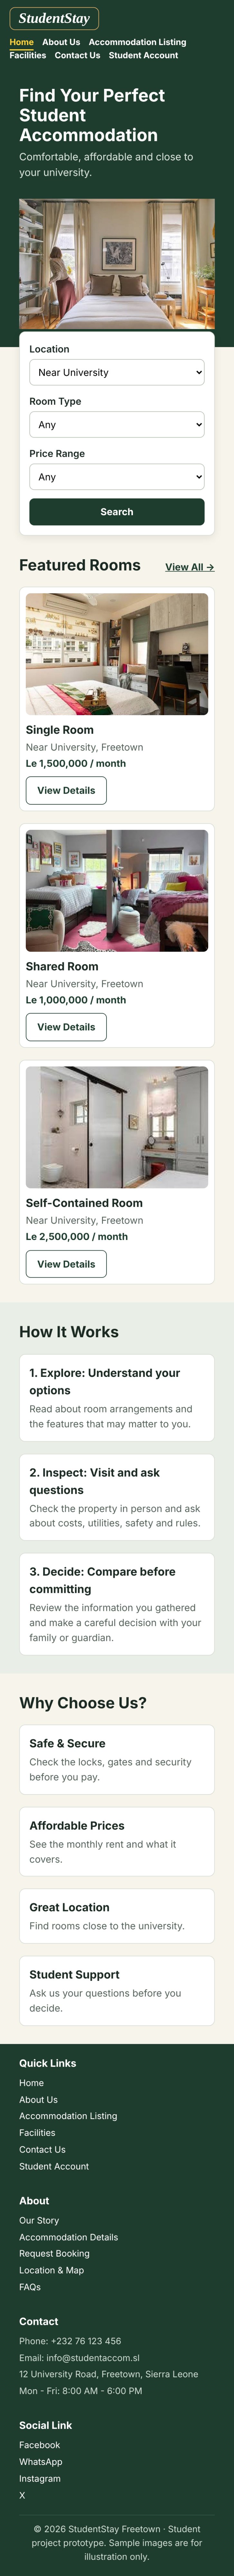 StudentStay
Home About Us Accommodation Listing
Facilities Contact Us Student Account
Find Your Perfect
Student
Accommodation
Comfortable, affordable and close to
your university.
Location
Near University
Room Type
Any
Price Range
Any
Search
Featured Rooms View All →
Single Room
Near University, Freetown
Le 1,500,000 / month
View Details
Shared Room
Near University, Freetown
Le 1,000,000 / month
View Details
Self-Contained Room
Near University, Freetown
Le 2,500,000 / month
View Details
How It Works
1. Explore: Understand your
options
Read about room arrangements and
the features that may matter to you.
2. Inspect: Visit and ask
questions
Check the property in person and ask
about costs, utilities, safety and rules.
3. Decide: Compare before
committing
Review the information you gathered
and make a careful decision with your
family or guardian.
Why Choose Us?
Safe & Secure
Check the locks, gates and security
before you pay.
Affordable Prices
See the monthly rent and what it
covers.
Great Location
Find rooms close to the university.
Student Support
Ask us your questions before you
decide.
Quick Links
Home
About Us
Accommodation Listing
Facilities
Contact Us
Student Account
About
Our Story
Accommodation Details
Request Booking
Location & Map
FAQs
Contact
Phone: +232 76 123 456
Email: info@studentaccom.sl
12 University Road, Freetown, Sierra Leone
Mon - Fri: 8:00 AM - 6:00 PM
Social Link
Facebook
WhatsApp
Instagram
X
© 2026 StudentStay Freetown · Student
project prototype. Sample images are for
illustration only.